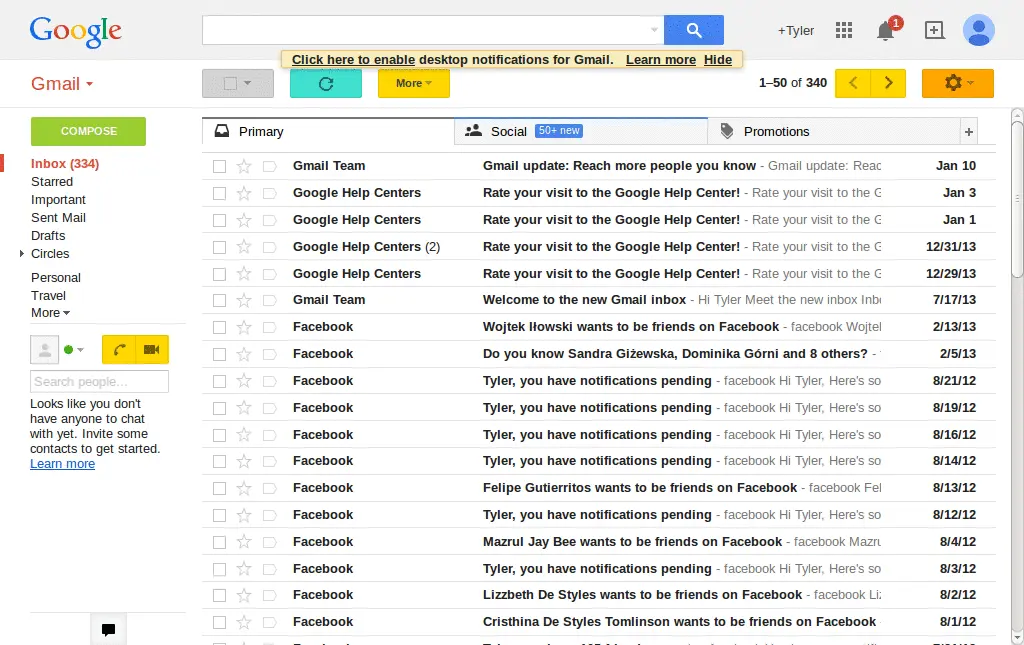 Google
+Tyler
1
Click here to enable desktop notifications for Gmail. Learn more Hide
Gmail
More
1–50 of 340
COMPOSE
Inbox (334)
Starred
Important
Sent Mail
Drafts
Circles
Personal
Travel
More
Search people...
Looks like you don't
have anyone to chat
with yet. Invite some
contacts to get started.
Learn more
Primary
Social 50+ new
Promotions
+
Gmail Team Gmail update: Reach more people you know - Gmail update: Reac Jan 10
Google Help Centers Rate your visit to the Google Help Center! - Rate your visit to the G Jan 3
Google Help Centers Rate your visit to the Google Help Center! - Rate your visit to the G Jan 1
Google Help Centers (2) Rate your visit to the Google Help Center! - Rate your visit to the G 12/31/13
Google Help Centers Rate your visit to the Google Help Center! - Rate your visit to the G 12/29/13
Gmail Team Welcome to the new Gmail inbox - Hi Tyler Meet the new inbox Inb 7/17/13
Facebook Wojtek Iłowski wants to be friends on Facebook - facebook Wojtek 2/13/13
Facebook Do you know Sandra Giżewska, Dominika Górni and 8 others? - 2/5/13
Facebook Tyler, you have notifications pending - facebook Hi Tyler, Here's so 8/21/12
Facebook Tyler, you have notifications pending - facebook Hi Tyler, Here's so 8/19/12
Facebook Tyler, you have notifications pending - facebook Hi Tyler, Here's so 8/16/12
Facebook Tyler, you have notifications pending - facebook Hi Tyler, Here's so 8/14/12
Facebook Felipe Gutierritos wants to be friends on Facebook - facebook Fel 8/13/12
Facebook Tyler, you have notifications pending - facebook Hi Tyler, Here's so 8/12/12
Facebook Mazrul Jay Bee wants to be friends on Facebook - facebook Mazru 8/4/12
Facebook Tyler, you have notifications pending - facebook Hi Tyler, Here's so 8/3/12
Facebook Lizzbeth De Styles wants to be friends on Facebook - facebook Li 8/2/12
Facebook Cristhina De Styles Tomlinson wants to be friends on Facebook 8/1/12